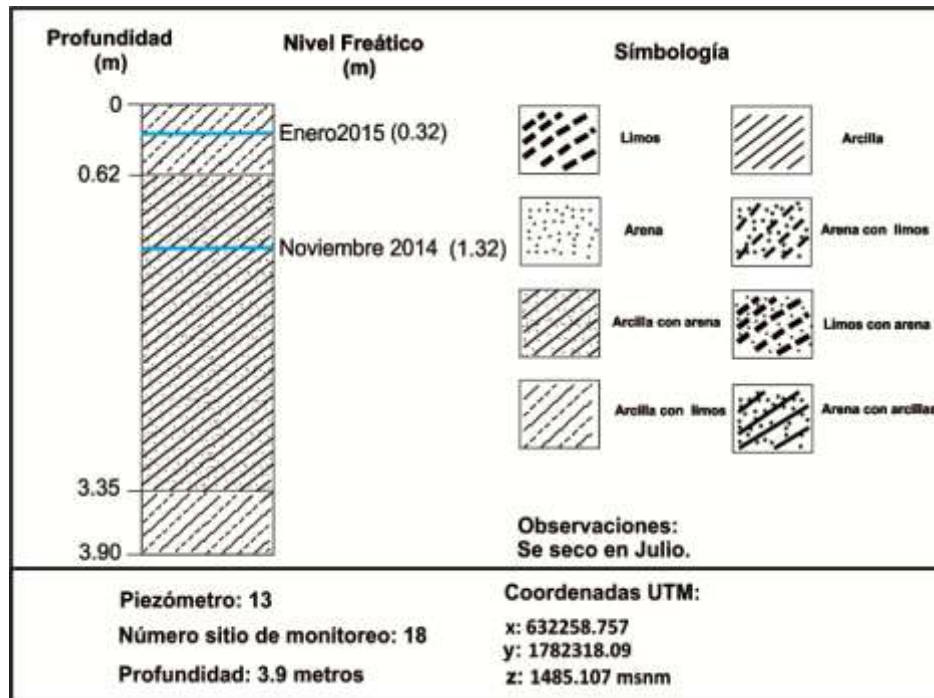 Profundidad
(m)
Nivel Freático
(m)
Símbología
0
Enero2015 (0.32)
0.62
Noviembre 2014 (1.32)
3.35
3.90
Limos
Arcilla
Arena
Arena con limos
Arcilla con arena
Limos con arena
Arcilla con limos
Arena con arcillas
Observaciones:
Se seco en Julio.
Piezómetro: 13
Número sitio de monitoreo: 18
Profundidad: 3.9 metros
Coordenadas UTM:
x: 632258.757
y: 1782318.09
z: 1485.107 msnm